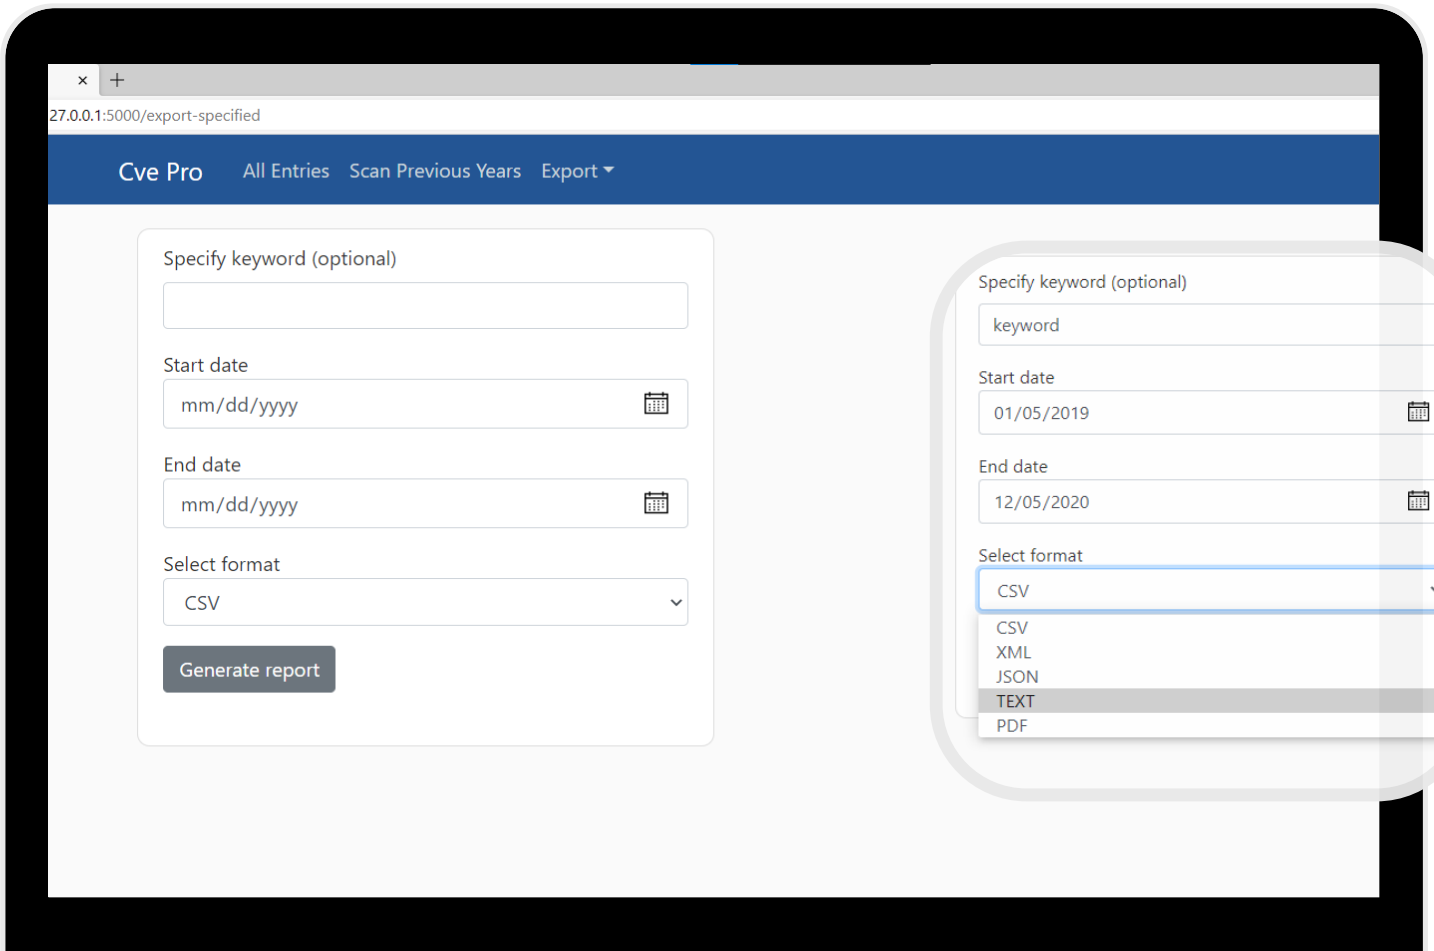 27.0.0.1:5000/export-specified
Cve Pro
All Entries
Scan Previous Years
Export
Specify keyword (optional)
Start date
mm/dd/yyyy
End date
mm/dd/yyyy
Select format
CSV
Generate report
Specify keyword (optional)
keyword
Start date
01/05/2019
End date
12/05/2020
Select format
CSV
CSV
XML
JSON
TEXT
PDF